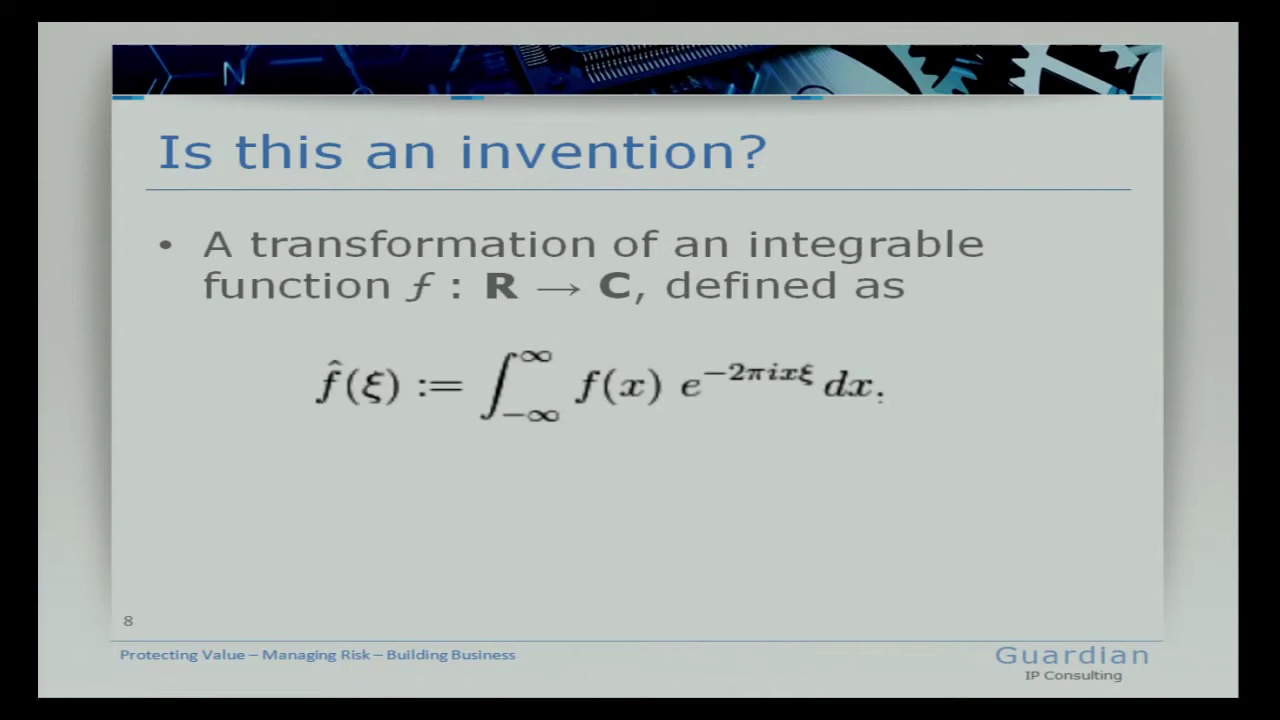 Is this an invention?
• A transformation of an integrable
function f : R → C, defined as
f̂(ξ) := ∫_{-∞}^{∞} f(x) e^{−2πixξ} dx.
8
Protecting Value – Managing Risk – Building Business
Guardian
IP Consulting
N